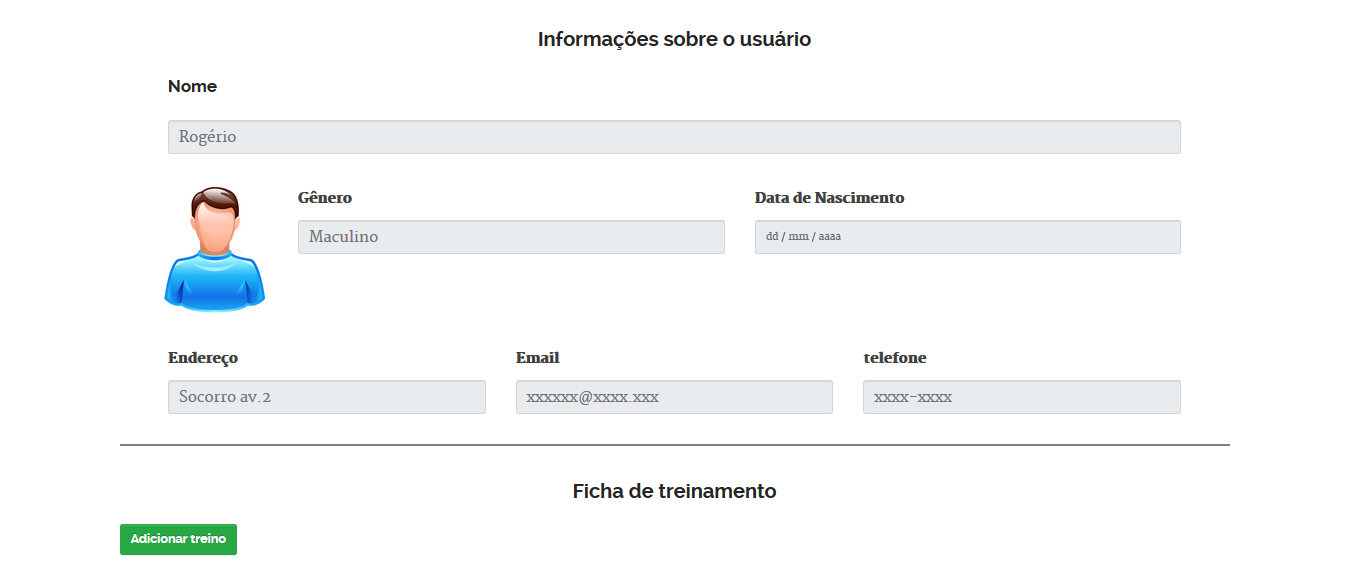 Informações sobre o usuário
Nome
Rogério
Gênero
Data de Nascimento
Maculino
dd / mm / aaaa
Endereço
Email
telefone
Socorro av.2
xxxxxx@xxxx.xxx
xxxx-xxxx
Ficha de treinamento
Adicionar treino